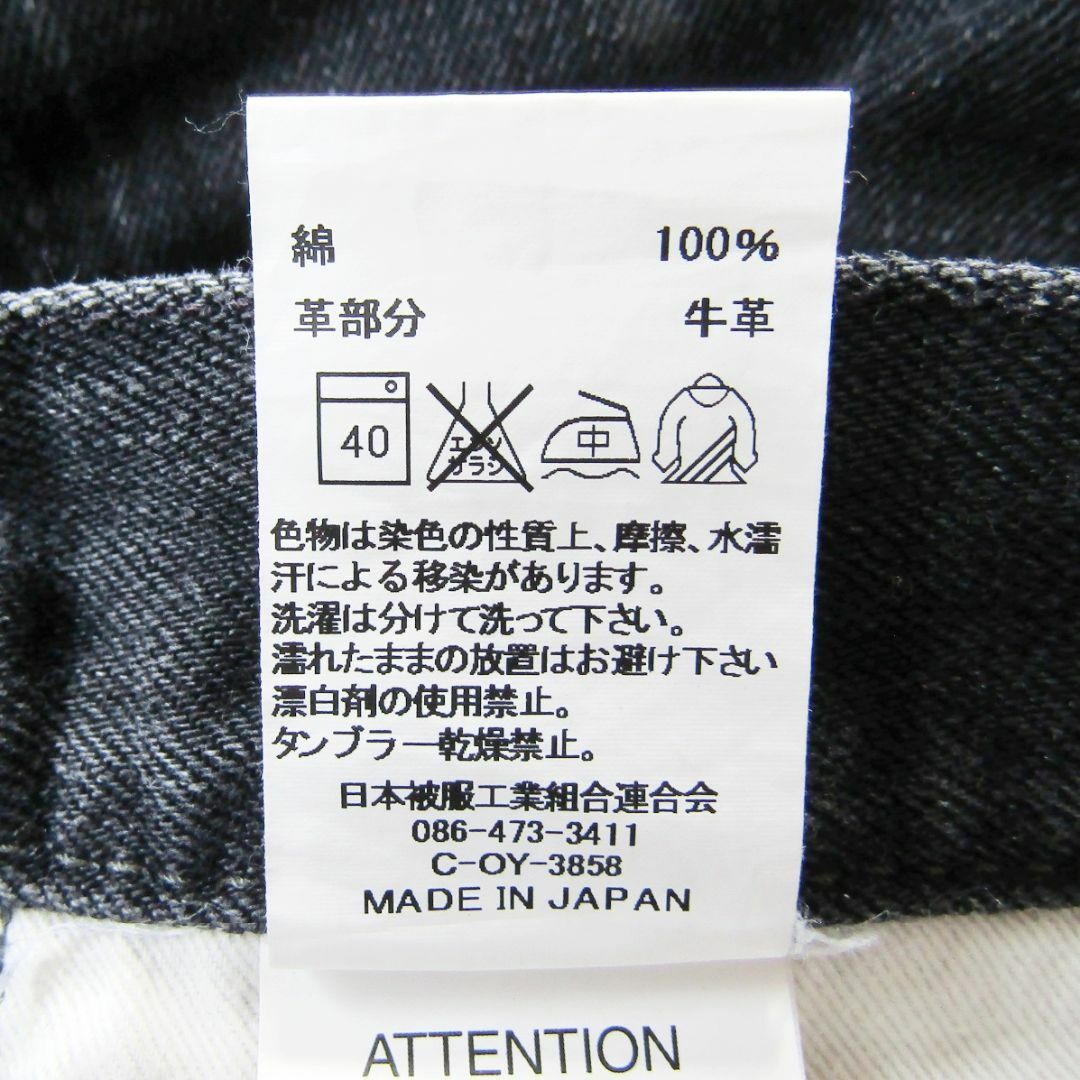 綿 100%
革部分 牛革
40 エンソ サラシ 中
色物は染色の性質上、摩擦、水濡
汗による移染があります。
洗濯は分けて洗って下さい。
濡れたままの放置はお避け下さい
漂白剤の使用禁止。
タンブラー乾燥禁止。
日本被服工業組合連合会
086-473-3411
C-OY-3858
MADE IN JAPAN
ATTENTION